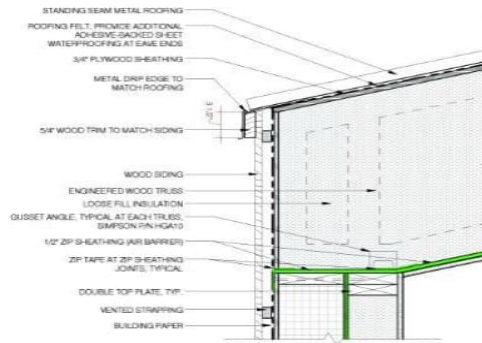 STANDING SEAM METAL ROOFING
ROOFING FELT, PROVIDE ADDITIONAL
ADHESIVE-BACKED SHEET
WATERPROOFING AT EAVE ENDS
3/4" PLYWOOD SHEATHING
METAL DRIP EDGE TO
MATCH ROOFING
3 1/2"
5/4" WOOD TRIM TO MATCH SIDING
WOOD SIDING
ENGINEERED WOOD TRUSS
LOOSE FILL INSULATION
GUSSET ANGLE, TYPICAL AT EACH TRUSS,
SIMPSON P/N HGA10
1/2" ZIP SHEATHING (AIR BARRIER)
ZIP TAPE AT ZIP SHEATHING
JOINTS, TYPICAL
DOUBLE TOP PLATE, TYP.
VENTED STRAPPING
BUILDING PAPER